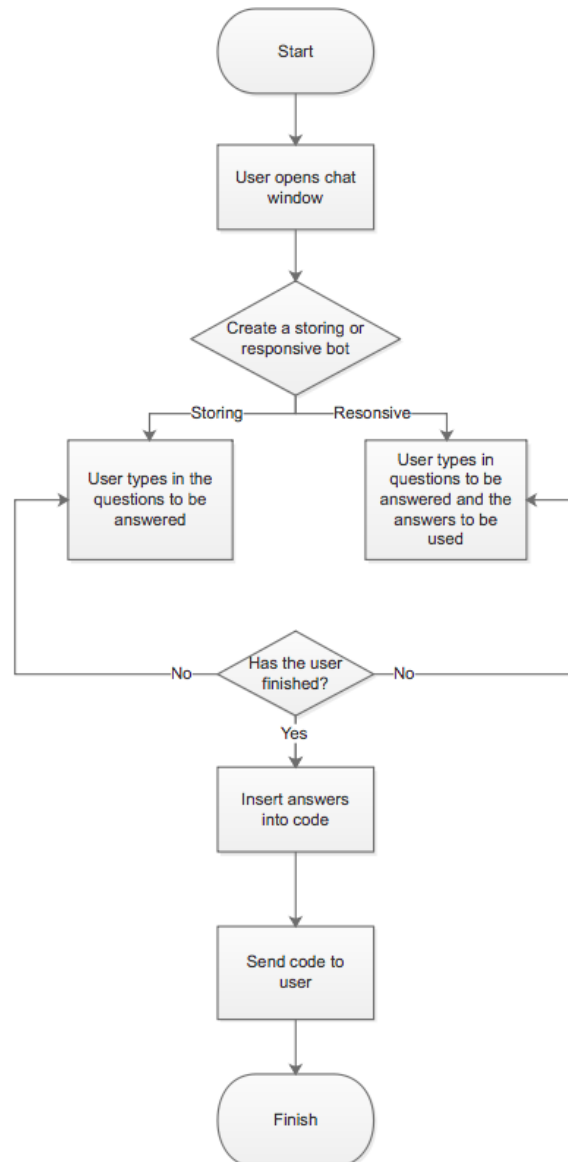 Start
User opens chat
window
Create a storing or
responsive bot
Storing
Resonsive
User types in the
questions to be
answered
User types in
questions to be
answered and the
answers to be
used
Has the user
finished?
No
No
Yes
Insert answers
into code
Send code to
user
Finish